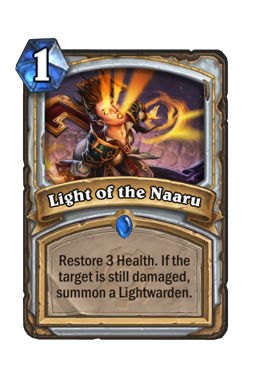 1
Light of the Naaru
Restore 3 Health. If the
target is still damaged,
summon a Lightwarden.